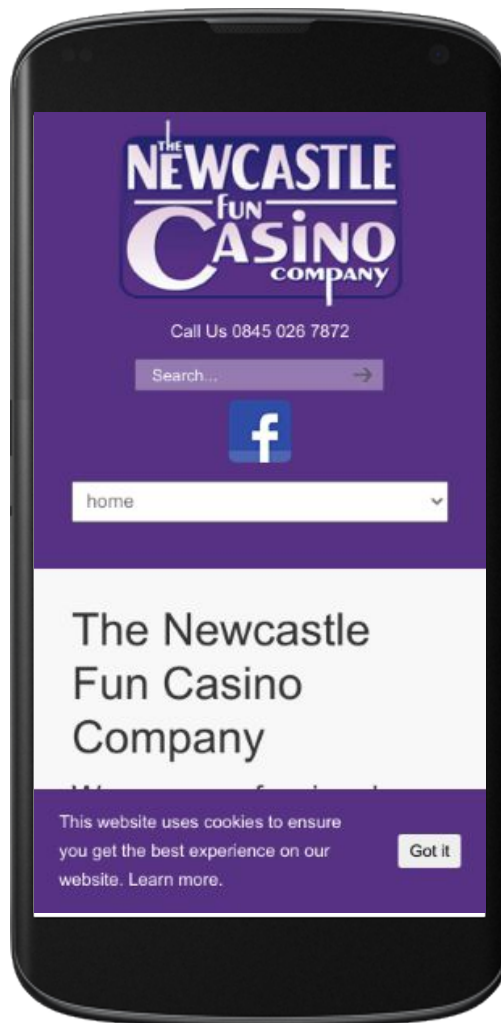 THE
NEWCASTLE
FUN
CASINO
COMPANY
Call Us 0845 026 7872
Search...
home
The Newcastle
Fun Casino
Company
This website uses cookies to ensure
you get the best experience on our
website. Learn more.
Got it